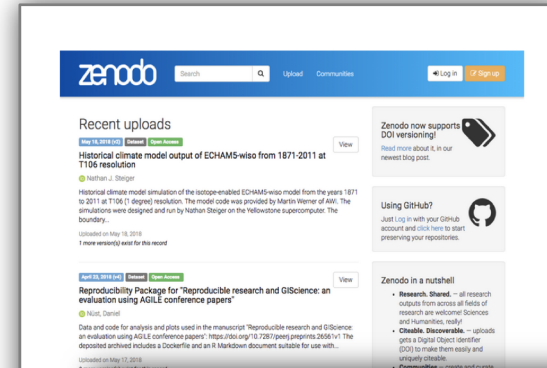 zenodo
Search
Upload
Communities
Log in
Sign up
Recent uploads
May 18, 2018 (v2) Dataset Open Access
View
Historical climate model output of ECHAM5-wiso from 1871-2011 at
T106 resolution
Nathan J. Steiger
Historical climate model simulation of the isotope-enabled ECHAM5-wiso model from the years 1871
to 2011 at T106 (1 degree) resolution. The model code was provided by Martin Werner of AWI. The
simulations were designed and run by Nathan Steiger on the Yellowstone supercomputer. The
boundary...
Uploaded on May 18, 2018
1 more version(s) exist for this record
April 23, 2018 (v4) Dataset Open Access
View
Reproducibility Package for "Reproducible research and GIScience: an
evaluation using AGILE conference papers"
Nüst, Daniel
Data and code for analysis and plots used in the manuscript "Reproducible research and GIScience:
an evaluation using AGILE conference papers": https://doi.org/10.7287/peerj.preprints.26561v1 The
deposited archived includes a Dockerfile and an R Markdown document suitable for use with...
Uploaded on May 17, 2018
Zenodo now supports
DOI versioning!
Read more about it, in our
newest blog post.
Using GitHub?
Just Log in with your GitHub
account and click here to start
preserving your repositories.
Zenodo in a nutshell
• Research. Shared. — all research
outputs from across all fields of
research are welcome! Sciences
and Humanities, really!
• Citeable. Discoverable. — uploads
gets a Digital Object Identifier
(DOI) to make them easily and
uniquely citeable.
• Communities — create and curate